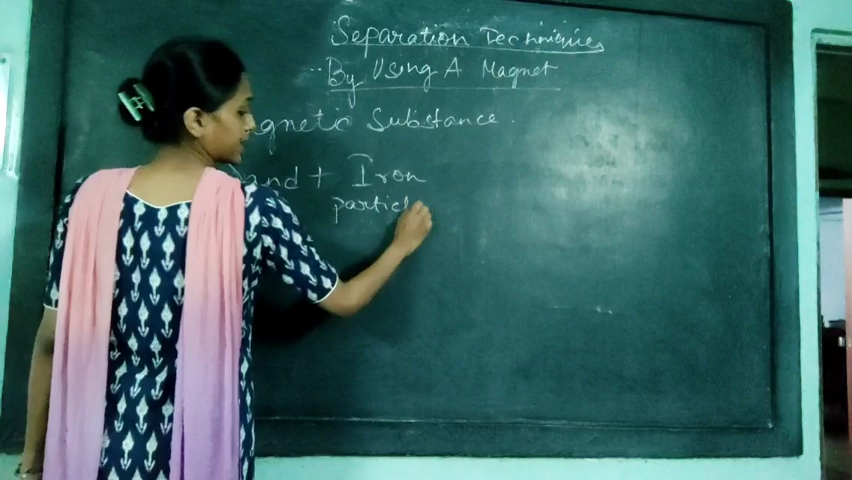 Separation Techniques
.. By Using A Magnet
gnetic Substance.
and + Iron
particl